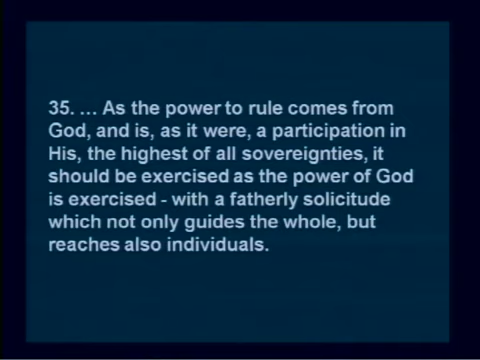 35. ... As the power to rule comes from
God, and is, as it were, a participation in
His, the highest of all sovereignties, it
should be exercised as the power of God
is exercised - with a fatherly solicitude
which not only guides the whole, but
reaches also individuals.